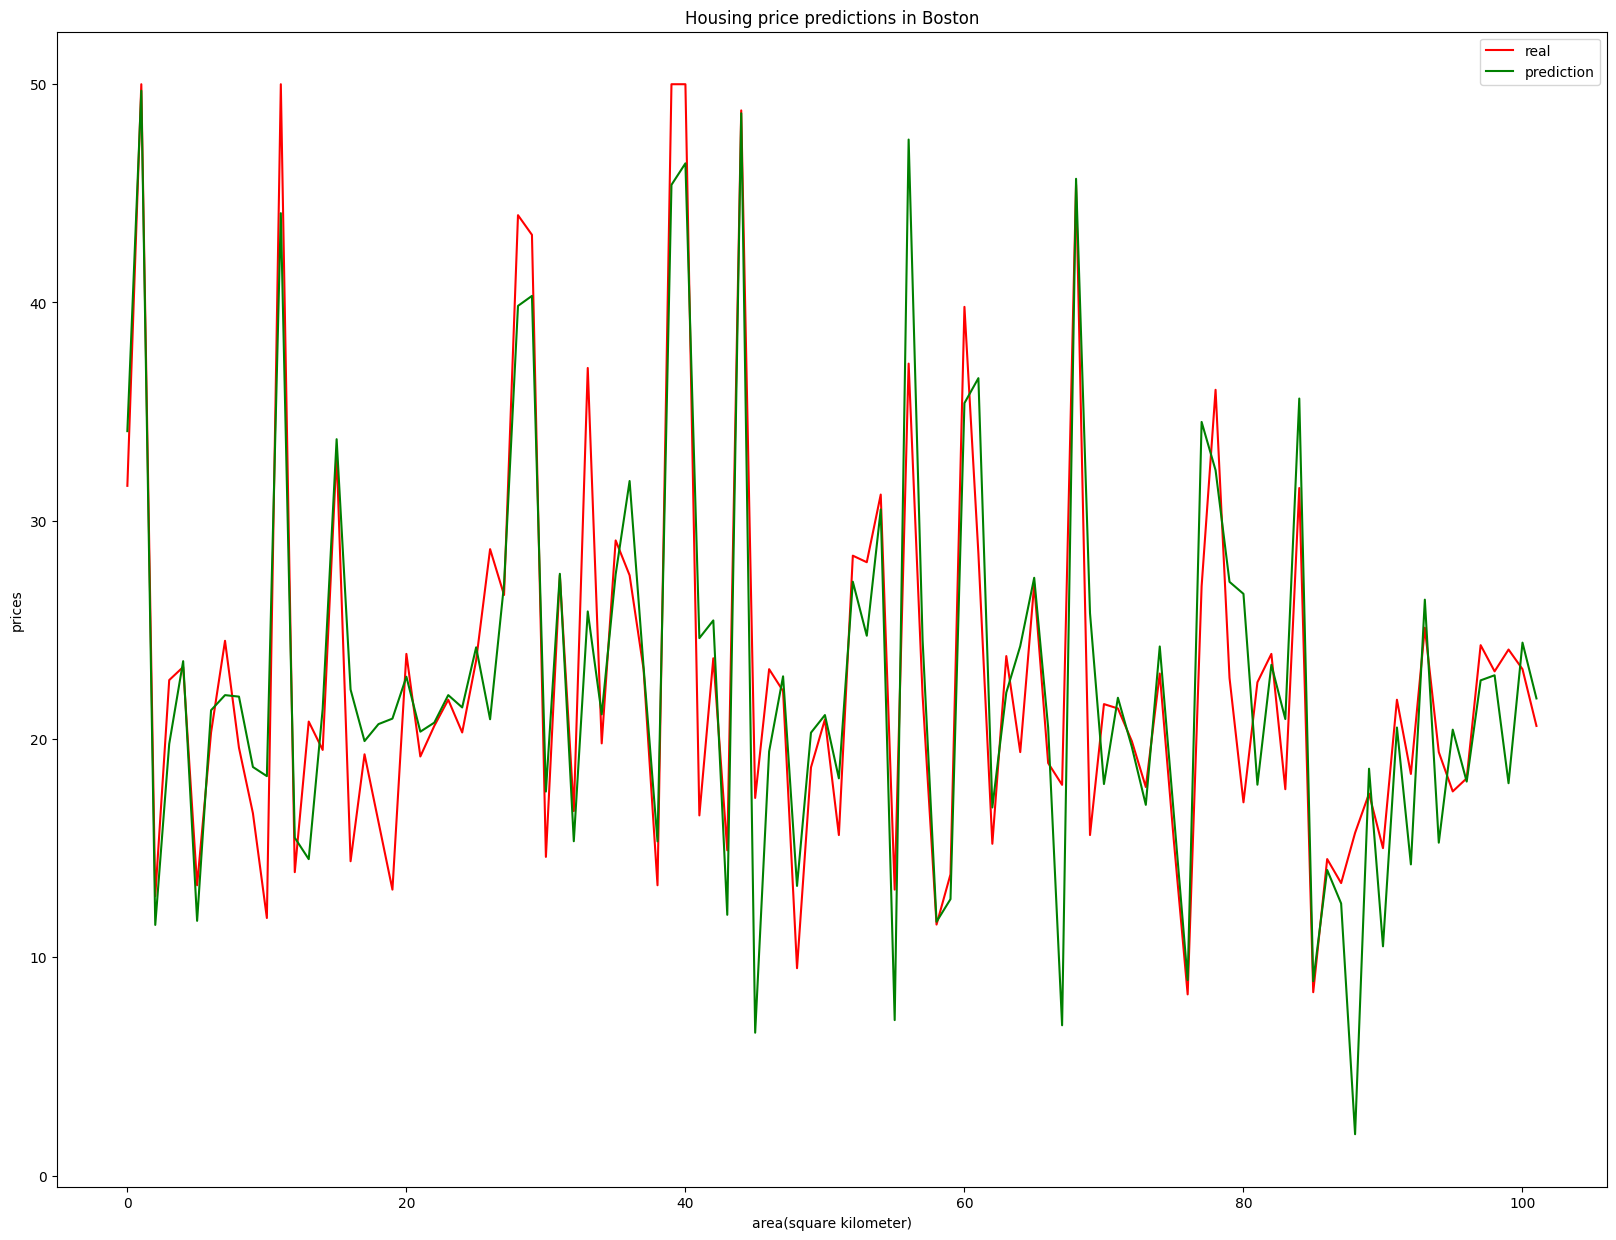 Housing price predictions in Boston
real
prediction
50
40
30
20
10
0
prices
0 20 40 60 80 100
area(square kilometer)